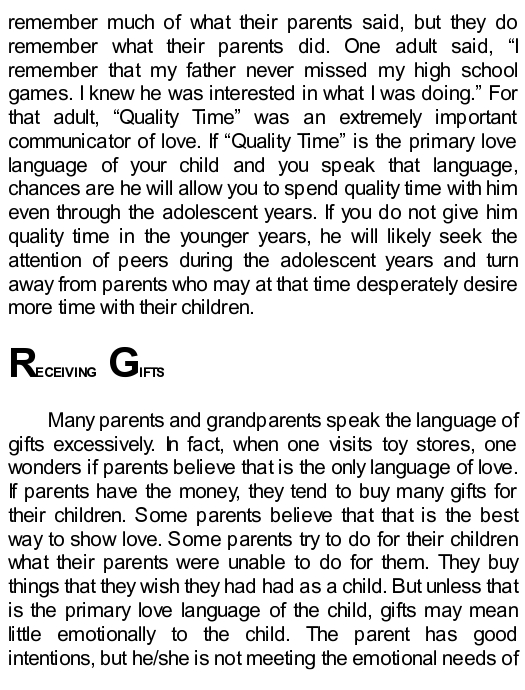 remember much of what their parents said, but they do
remember what their parents did. One adult said, “I
remember that my father never missed my high school
games. I knew he was interested in what I was doing.” For
that adult, “Quality Time” was an extremely important
communicator of love. If “Quality Time” is the primary love
language of your child and you speak that language,
chances are he will allow you to spend quality time with him
even through the adolescent years. If you do not give him
quality time in the younger years, he will likely seek the
attention of peers during the adolescent years and turn
away from parents who may at that time desperately desire
more time with their children.
RECEIVING GIFTS
Many parents and grandparents speak the language of
gifts excessively. In fact, when one visits toy stores, one
wonders if parents believe that is the only language of love.
If parents have the money, they tend to buy many gifts for
their children. Some parents believe that that is the best
way to show love. Some parents try to do for their children
what their parents were unable to do for them. They buy
things that they wish they had had as a child. But unless that
is the primary love language of the child, gifts may mean
little emotionally to the child. The parent has good
intentions, but he/she is not meeting the emotional needs of